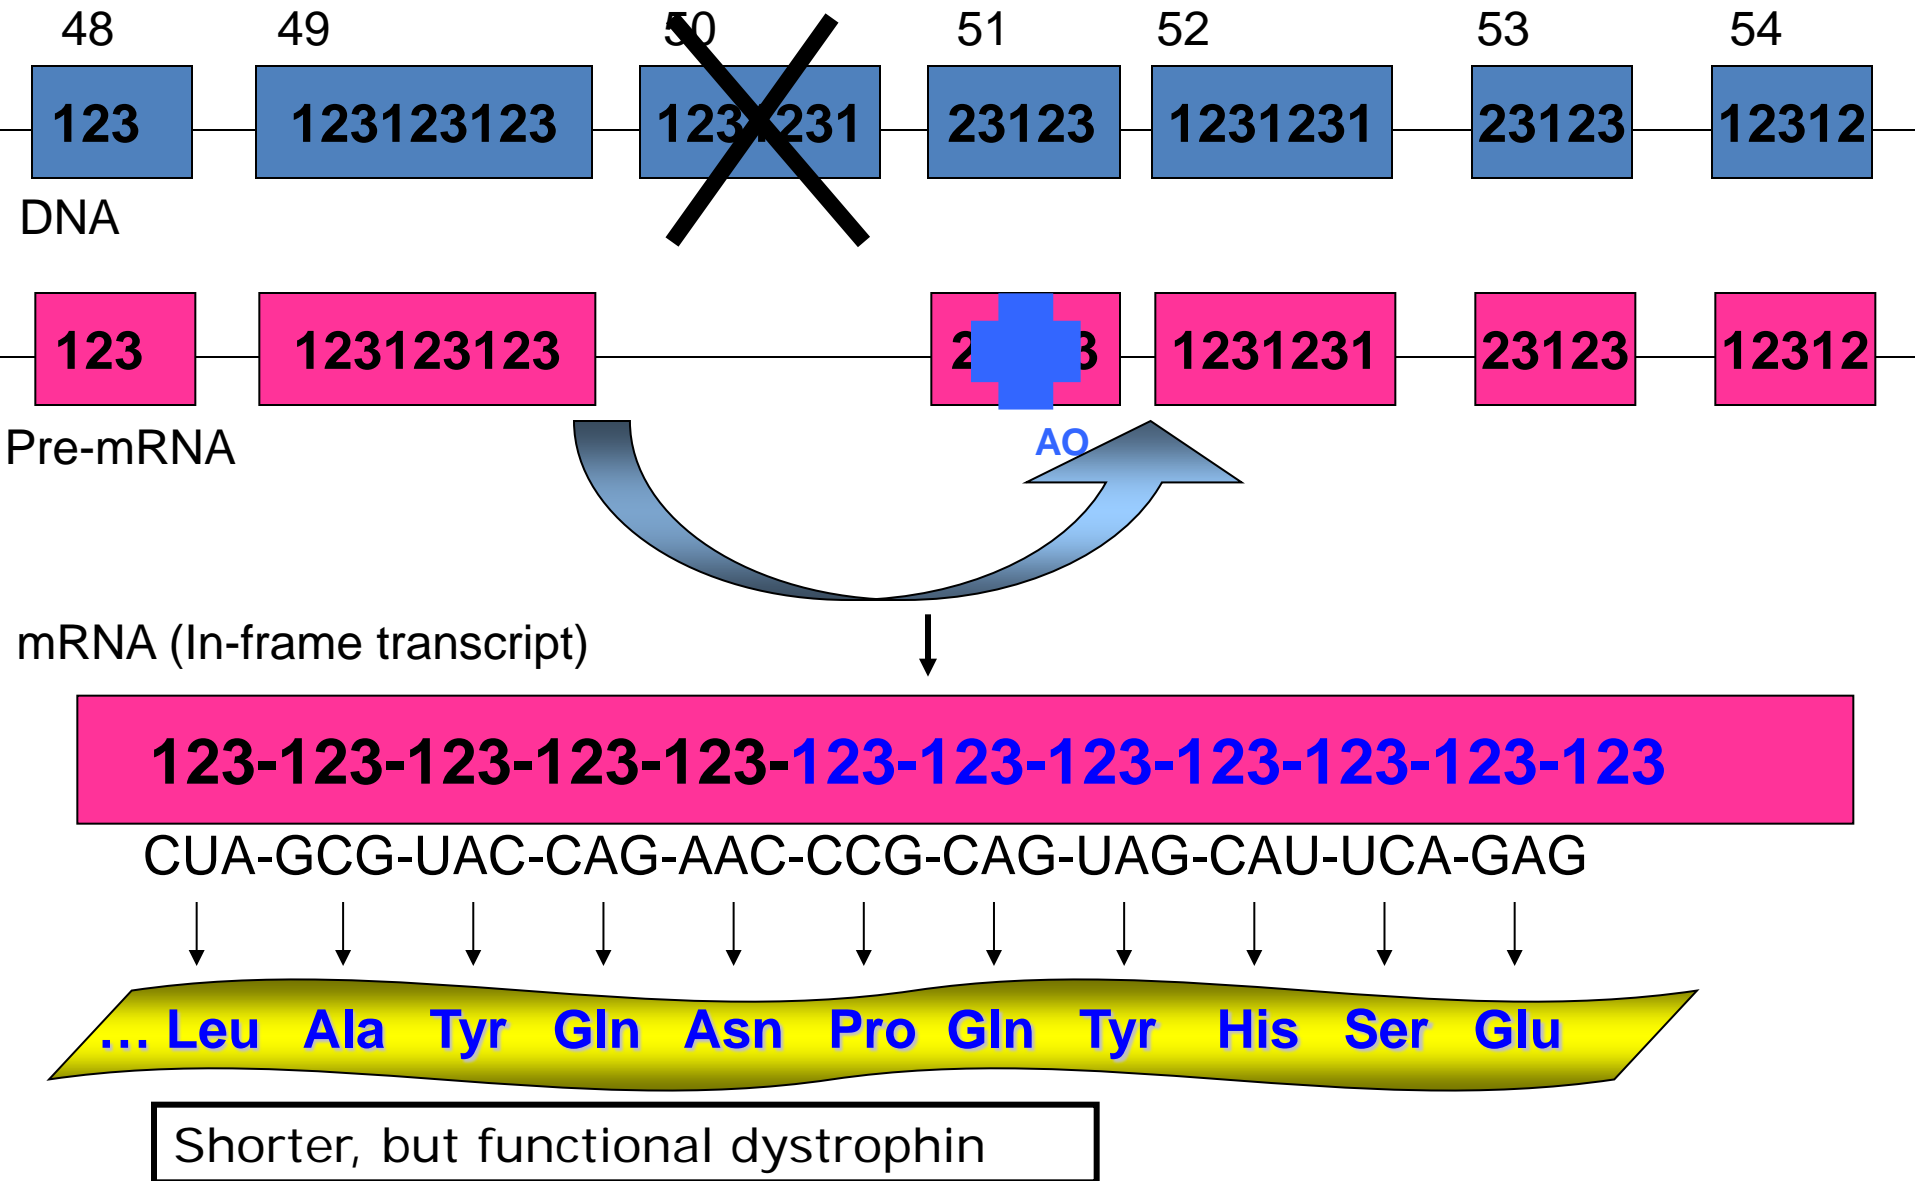 48 49 50 51 52 53 54
123 123123123 1231231 23123 1231231 23123 12312
DNA
123 123123123 2 3 1231231 23123 12312
Pre-mRNA
AO
mRNA (In-frame transcript)
123-123-123-123-123-123-123-123-123-123-123-123
CUA-GCG-UAC-CAG-AAC-CCG-CAG-UAG-CAU-UCA-GAG
... Leu Ala Tyr Gln Asn Pro Gln Tyr His Ser Glu
Shorter, but functional dystrophin